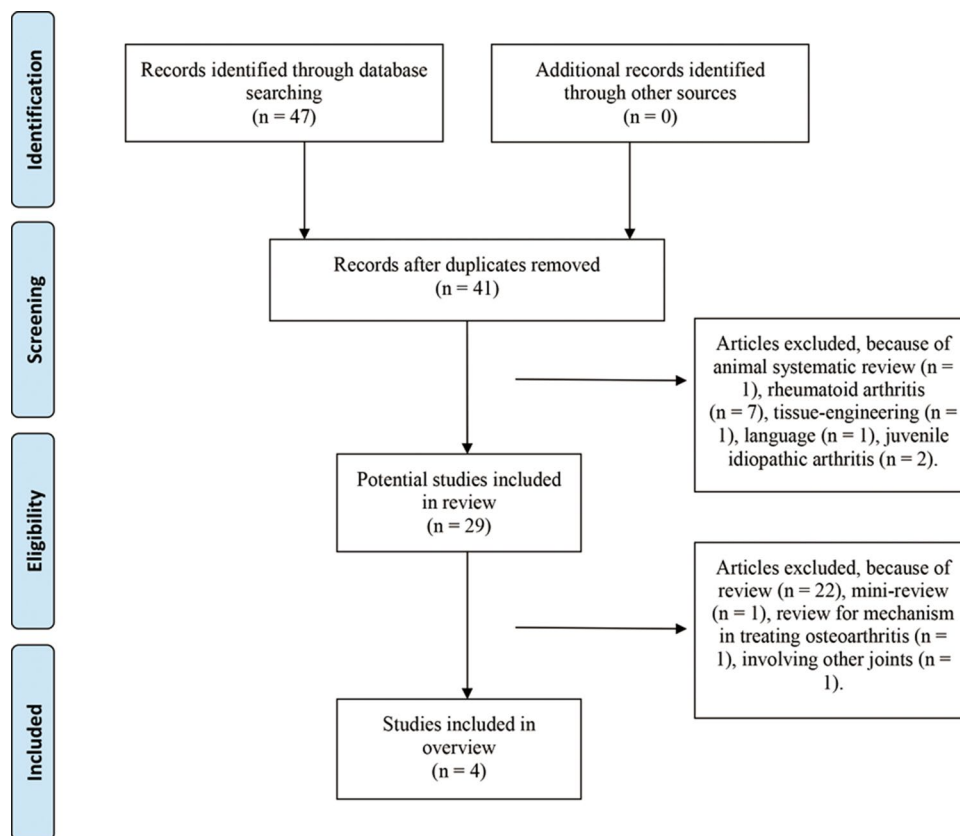 Identification
Records identified through database
searching
(n = 47)
Additional records identified
through other sources
(n = 0)
Screening
Records after duplicates removed
(n = 41)
Articles excluded, because of
animal systematic review (n =
1), rheumatoid arthritis
(n = 7), tissue-engineering (n =
1), language (n = 1), juvenile
idiopathic arthritis (n = 2).
Eligibility
Potential studies included
in review
(n = 29)
Articles excluded, because of
review (n = 22), mini-review
(n = 1), review for mechanism
in treating osteoarthritis (n =
1), involving other joints (n =
1).
Included
Studies included in
overview
(n = 4)